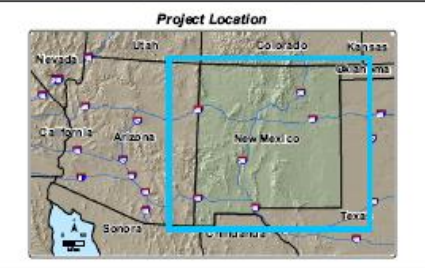 Project Location
Utah Colorado Kansas
Nevada
Oklahoma
California Arizona New Mexico
Texas
Sonora Chihuahua